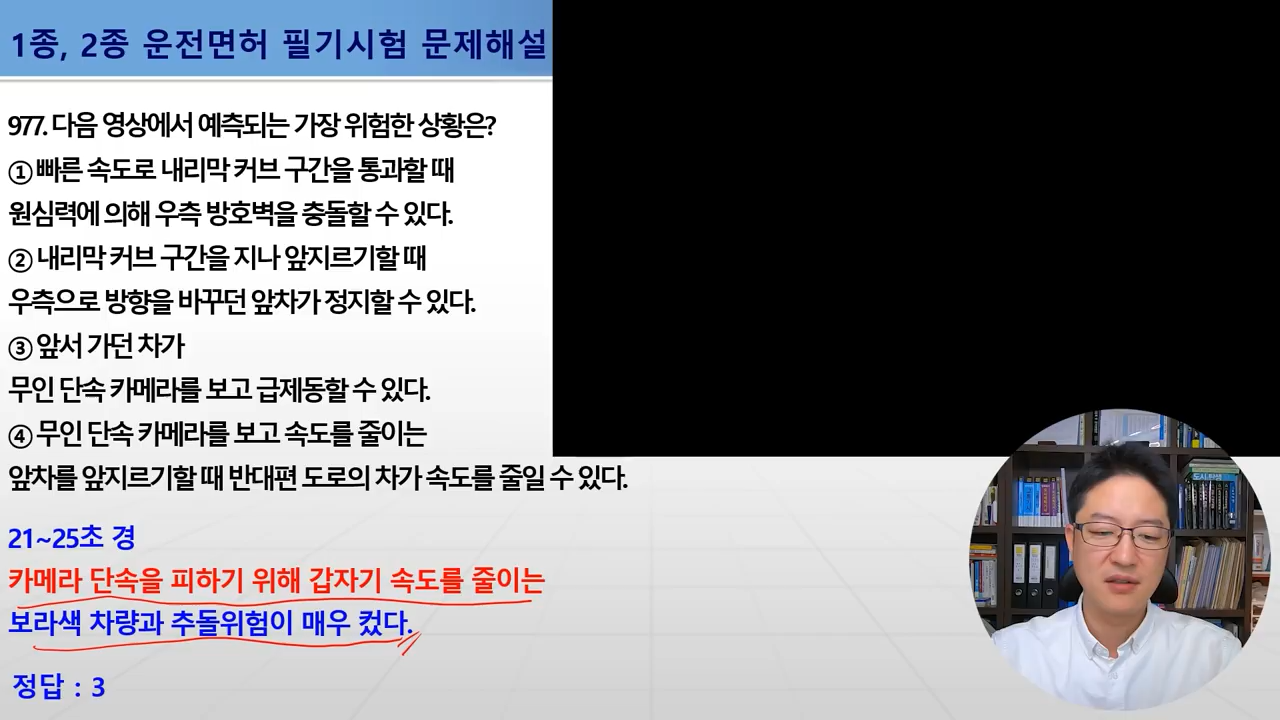 1종, 2종 운전면허 필기시험 문제해설
977. 다음 영상에서 예측되는 가장 위험한 상황은?
① 빠른 속도로 내리막 커브 구간을 통과할 때
원심력에 의해 우측 방호벽을 충돌할 수 있다.
② 내리막 커브 구간을 지나 앞지르기할 때
우측으로 방향을 바꾸던 앞차가 정지할 수 있다.
③ 앞서 가던 차가
무인 단속 카메라를 보고 급제동할 수 있다.
④ 무인 단속 카메라를 보고 속도를 줄이는
앞차를 앞지르기할 때 반대편 도로의 차가 속도를 줄일 수 있다.
21~25초 경
카메라 단속을 피하기 위해 갑자기 속도를 줄이는
보라색 차량과 추돌위험이 매우 컸다.
정답 : 3